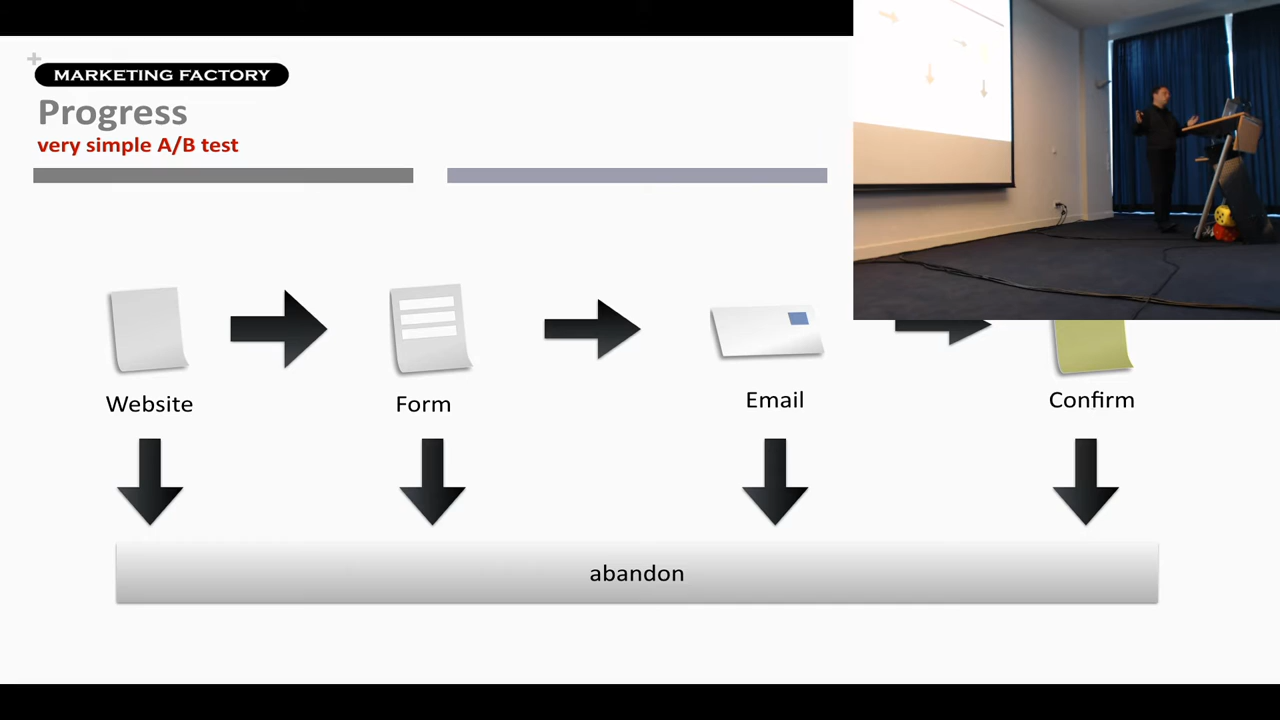 MARKETING FACTORY
Progress
very simple A/B test
Website
Form
Email
Confirm
abandon